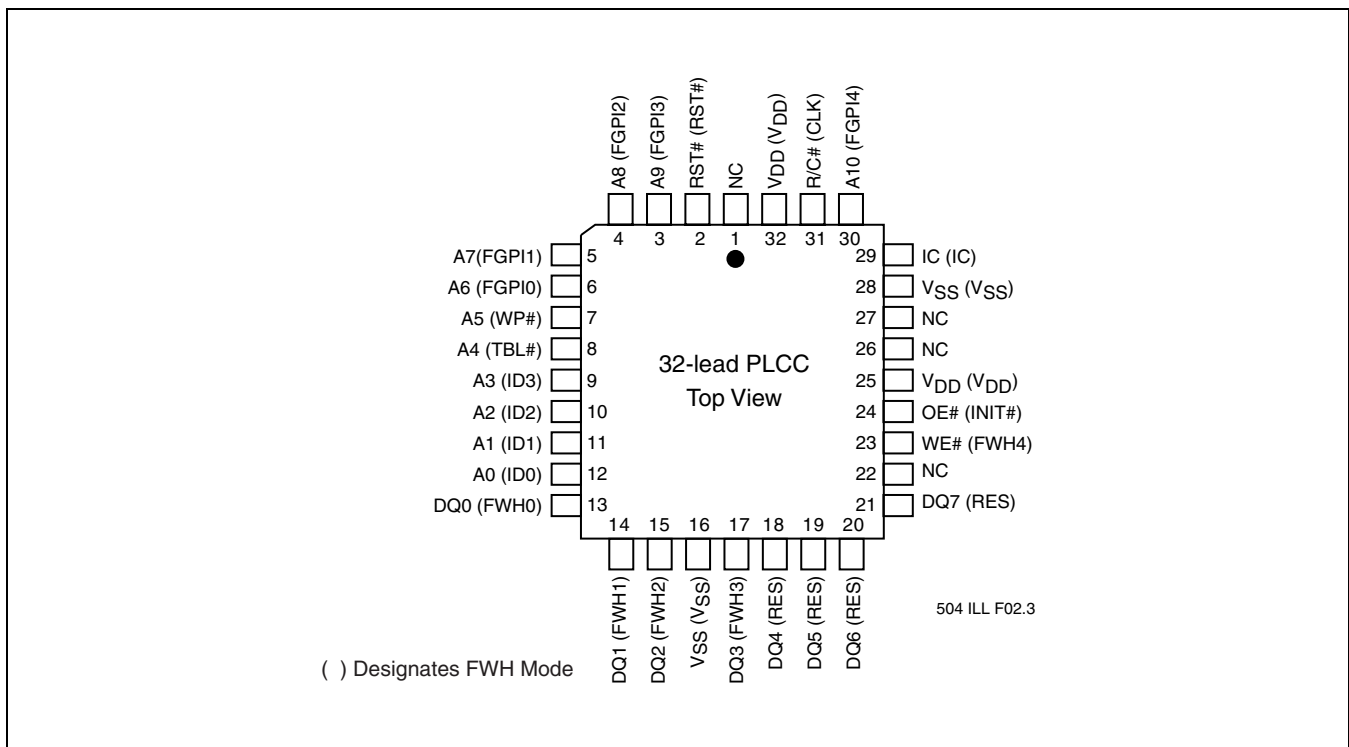 A8 (FGPI2)
A9 (FGPI3)
RST# (RST#)
NC
VDD (VDD)
R/C# (CLK)
A10 (FGPI4)
4 3 2 1 32 31 30
A7(FGPI1) 5
A6 (FGPI0) 6
A5 (WP#) 7
A4 (TBL#) 8
A3 (ID3) 9
A2 (ID2) 10
A1 (ID1) 11
A0 (ID0) 12
DQ0 (FWH0) 13
32-lead PLCC
Top View
29 IC (IC)
28 VSS (VSS)
27 NC
26 NC
25 VDD (VDD)
24 OE# (INIT#)
23 WE# (FWH4)
22 NC
21 DQ7 (RES)
14 15 16 17 18 19 20
DQ1 (FWH1)
DQ2 (FWH2)
VSS (VSS)
DQ3 (FWH3)
DQ4 (RES)
DQ5 (RES)
DQ6 (RES)
504 ILL F02.3
( ) Designates FWH Mode